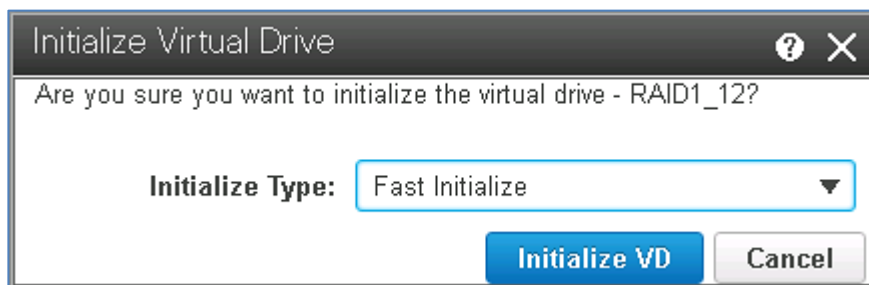 Initialize Virtual Drive
Are you sure you want to initialize the virtual drive - RAID1_12?
Initialize Type: Fast Initialize
Initialize VD Cancel